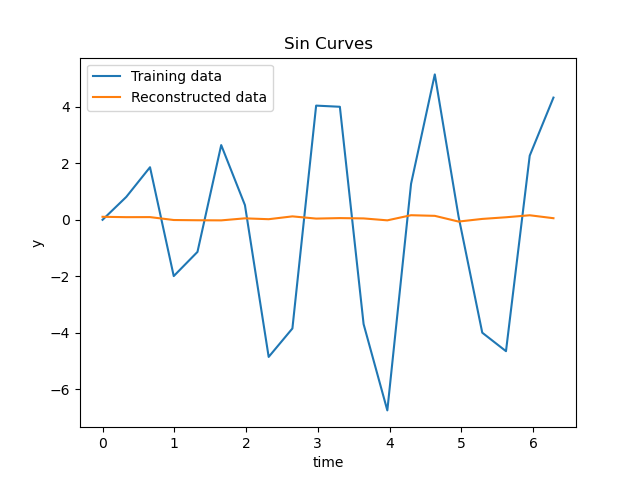 Sin Curves
Training data
Reconstructed data
4
2
0
−2
−4
−6
y
0 1 2 3 4 5 6
time